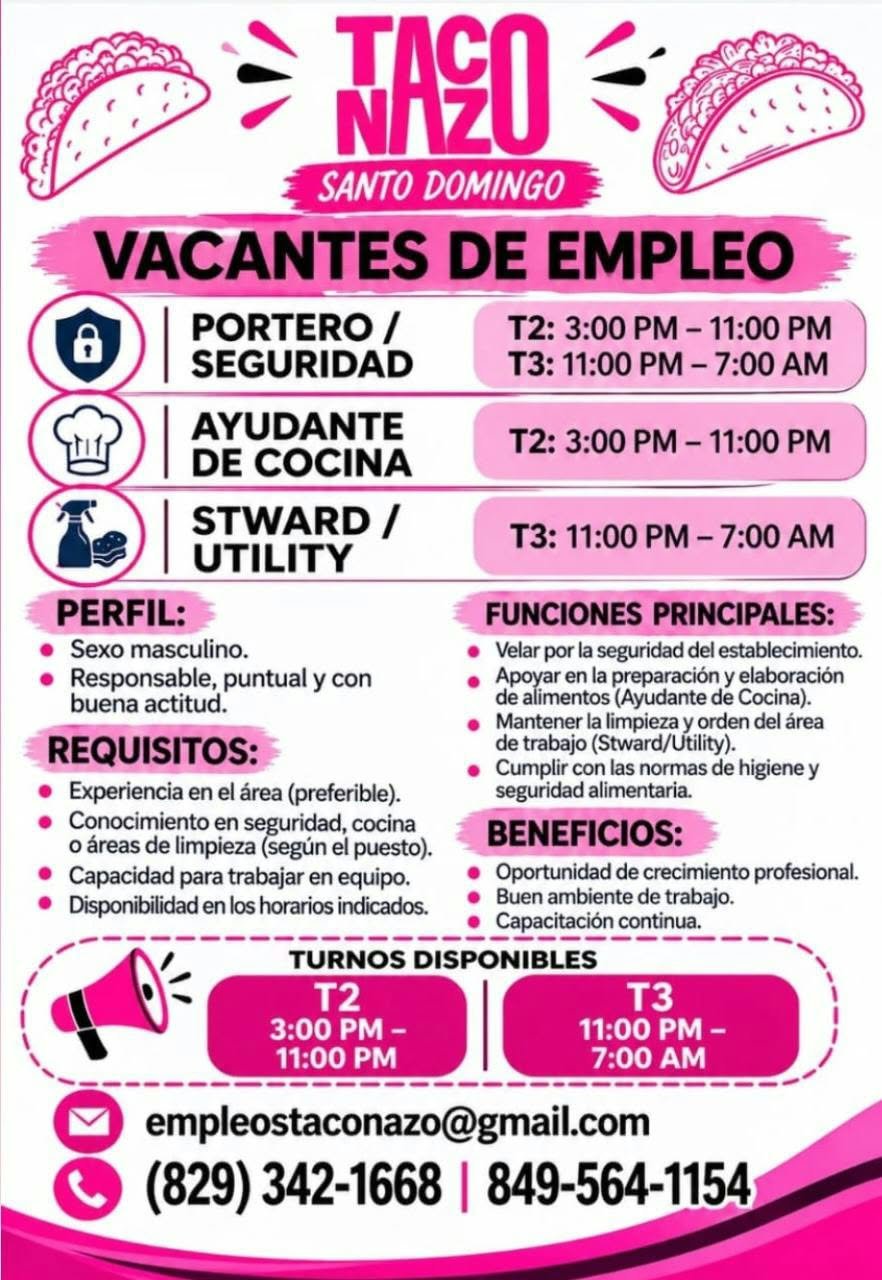 TACO
NAZO
SANTO DOMINGO
VACANTES DE EMPLEO
PORTERO /
SEGURIDAD
T2: 3:00 PM – 11:00 PM
T3: 11:00 PM – 7:00 AM
AYUDANTE
DE COCINA
T2: 3:00 PM – 11:00 PM
STWARD /
UTILITY
T3: 11:00 PM – 7:00 AM
PERFIL:
• Sexo masculino.
• Responsable, puntual y con
buena actitud.
REQUISITOS:
• Experiencia en el área (preferible).
• Conocimiento en seguridad, cocina
o áreas de limpieza (según el puesto).
• Capacidad para trabajar en equipo.
• Disponibilidad en los horarios indicados.
FUNCIONES PRINCIPALES:
• Velar por la seguridad del establecimiento.
• Apoyar en la preparación y elaboración
de alimentos (Ayudante de Cocina).
• Mantener la limpieza y orden del área
de trabajo (Stward/Utility).
• Cumplir con las normas de higiene y
seguridad alimentaria.
BENEFICIOS:
• Oportunidad de crecimiento profesional.
• Buen ambiente de trabajo.
• Capacitación continua.
TURNOS DISPONIBLES
T2
3:00 PM –
11:00 PM
T3
11:00 PM –
7:00 AM
empleostaconazo@gmail.com
(829) 342-1668 | 849-564-1154